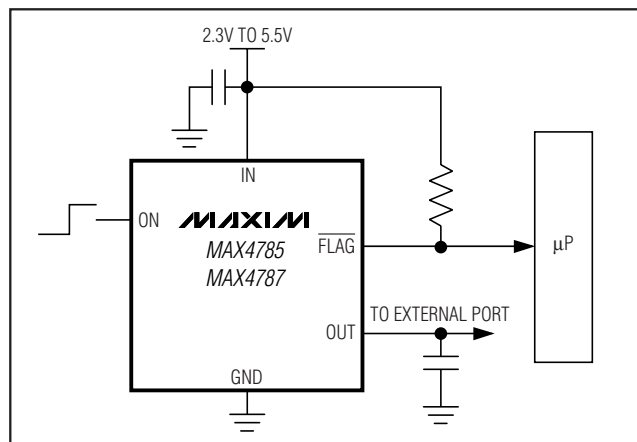 2.3V TO 5.5V
IN
ON
MAXIM
MAX4785
MAX4787
FLAG
µP
TO EXTERNAL PORT
OUT
GND